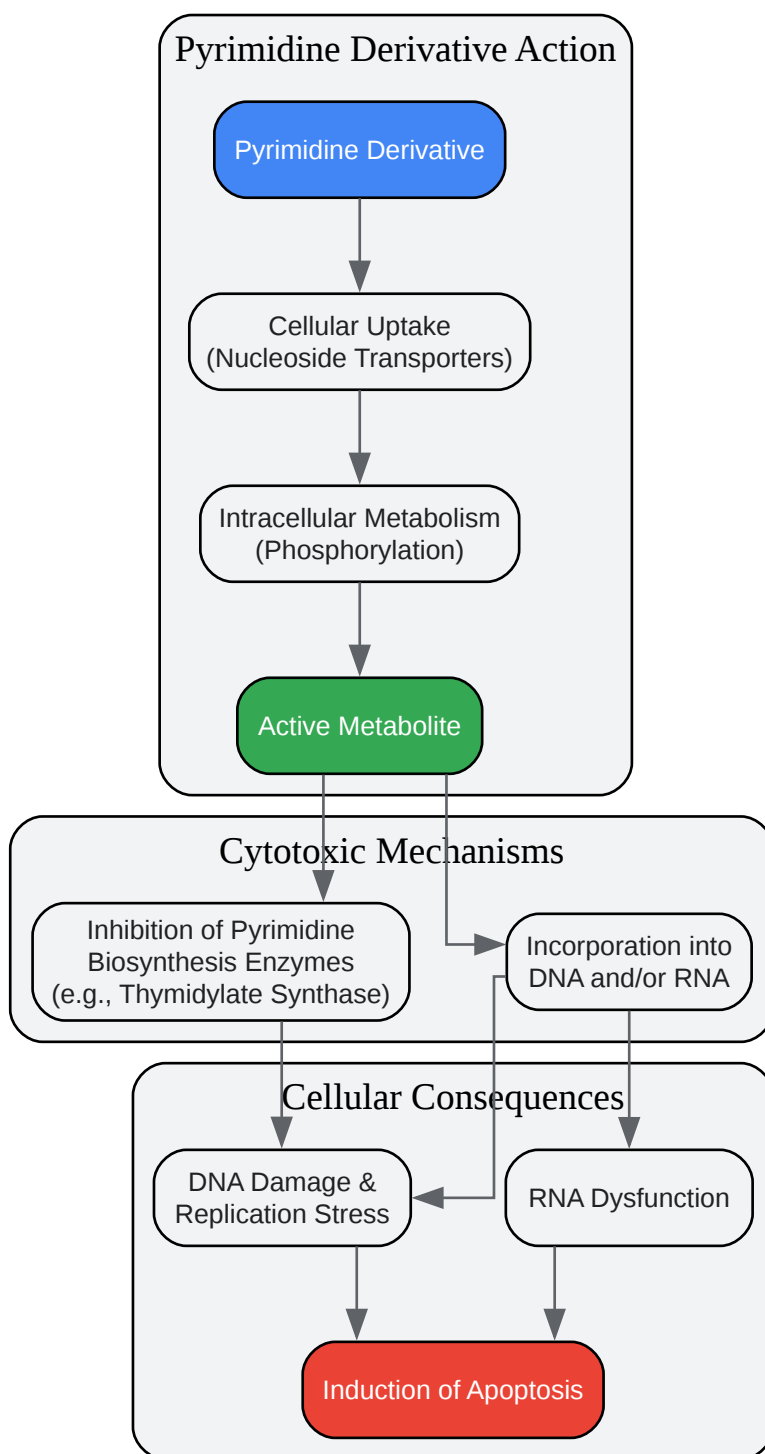 Pyrimidine Derivative Action
Pyrimidine Derivative
Cellular Uptake
(Nucleoside Transporters)
Intracellular Metabolism
(Phosphorylation)
Active Metabolite
Cytotoxic Mechanisms
Inhibition of Pyrimidine
Biosynthesis Enzymes
(e.g., Thymidylate Synthase)
Incorporation into
DNA and/or RNA
Cellular Consequences
DNA Damage &
Replication Stress
RNA Dysfunction
Induction of Apoptosis